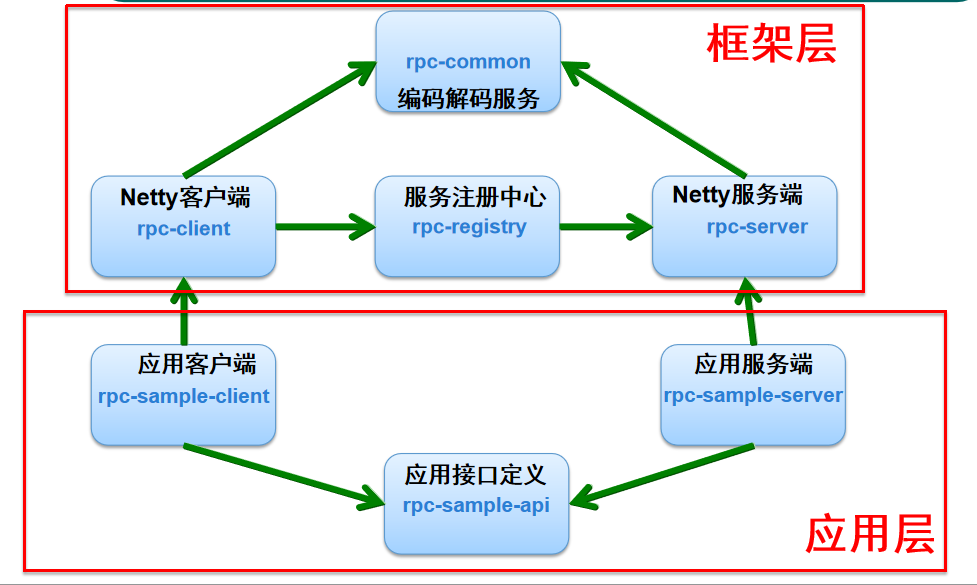 框架层
rpc-common
编码解码服务
Netty客户端
rpc-client
服务注册中心
rpc-registry
Netty服务端
rpc-server
应用客户端
rpc-sample-client
应用服务端
rpc-sample-server
应用接口定义
rpc-sample-api
应用层